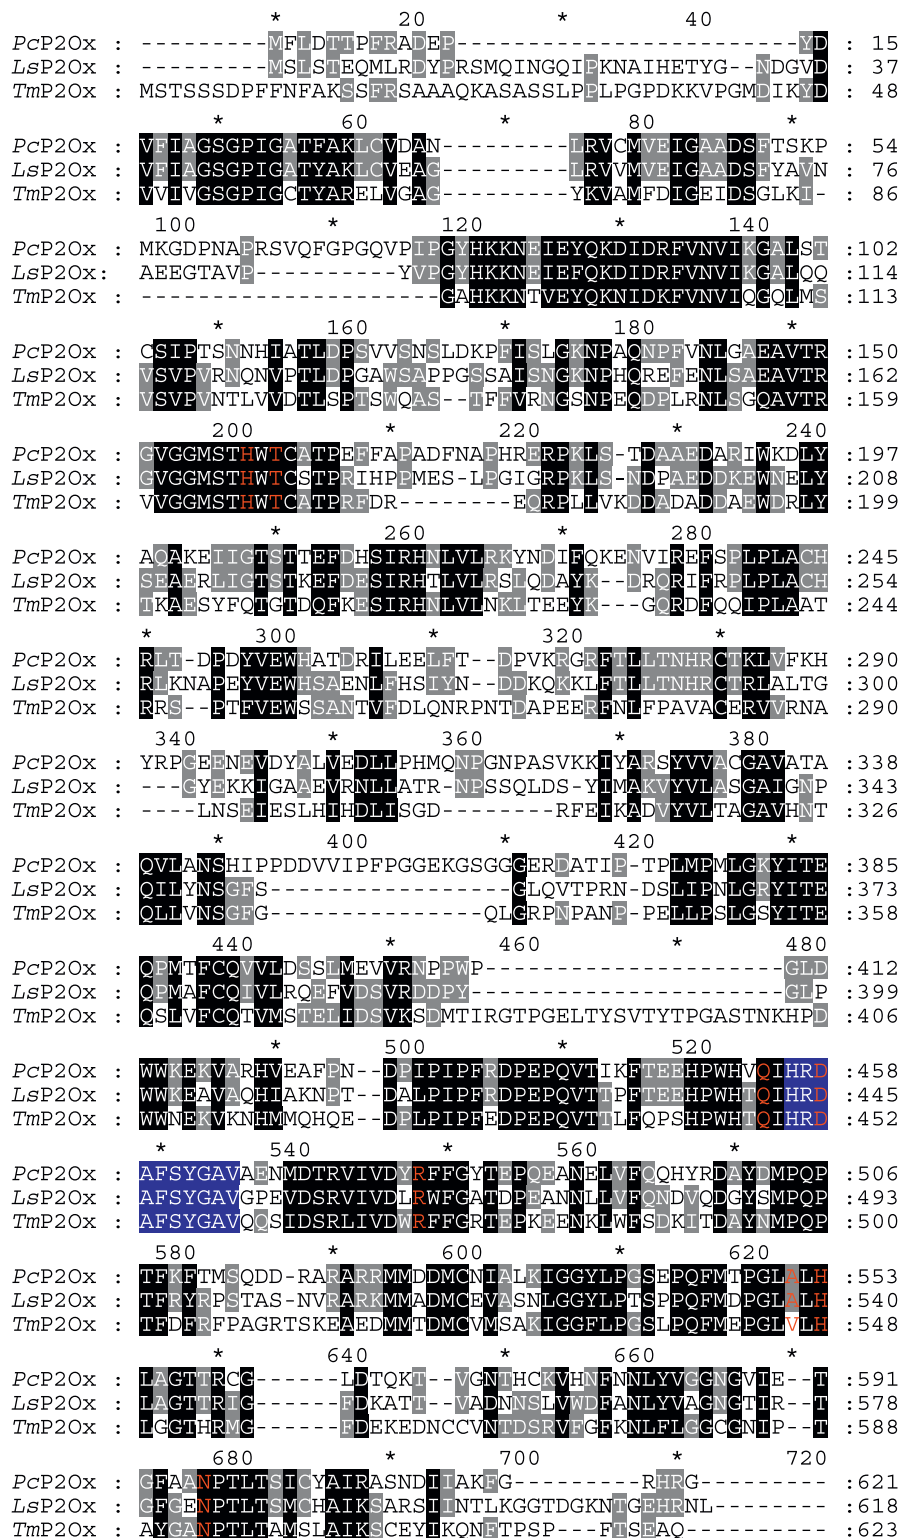 * 20 * 40
PcP2Ox : ---------MFLDTTPFRADEP------------------------YD : 15
LsP2Ox : ---------MSLSTEQMLRDYPRSMQINGQIPKNAIHETYG--NDGVD : 37
TmP2Ox : MSTSSSDPFFNFAKSSFRSAAAQKASASSLPPLPGPDKKVPGMDIKYD : 48
* 60 * 80 *
PcP2Ox : VFIAGSGPIGATFAKLCVDAN---------LRVCMVEIGAADSFTSKP : 54
LsP2Ox : VFIAGSGPIGATYAKLCVEAG---------LRVVMVEIGAADSFYAVN : 76
TmP2Ox : VVIVGSGPIGCTYARELVGAG---------YKVAMFDIGEIDSGLKI- : 86
100 * 120 * 140
PcP2Ox : MKGDPNAPRSVQFGPGQVPIPGYHKKNEIEYQKDIDRFVNVIKGALST :102
LsP2Ox: AEEGTAVP----------YVPGYHKKNEIEFQKDIDRFVNVIKGALQQ :114
TmP2Ox : ---------------------GAHKKNTVEYQKNIDKFVNVIQGQLMS :113
* 160 * 180 *
PcP2Ox : CSIPTSNNHIATLDPSVVSNSLDKPFISLGKNPAQNPFVNLGAEAVTR :150
LsP2Ox : VSVPVRNQNVPTLDPGAWSAPPGSSAISNGKNPHQREFENLSAEAVTR :162
TmP2Ox : VSVPVNTLVVDTLSPTSWQAS--TFFVRNGSNPEQDPLRNLSGQAVTR :159
200 * 220 * 240
PcP2Ox : GVGGMSTHWTCATPEFFAPADFNAPHRERPKLS-TDAAEDARIWKDLY :197
LsP2Ox : GVGGMSTHWTCSTPRIHPPMES-LPGIGRPKLS-NDPAEDDKEWNELY :208
TmP2Ox : VVGGMSTHWTCATPRFDR--------EQRPLLVKDDADADDAEWDRLY :199
* 260 * 280
PcP2Ox : AQAKEIIGTSTTEFDHSIRHNLVLRKYNDIFQKENVIREFSPLPLACH :245
LsP2Ox : SEAERLIGTSTKEFDESIRHTLVLRSLQDAYK--DRQRIFRPLPLACH :254
TmP2Ox : TKAESYFQTGTDQFKESIRHNLVLNKLTEEYK---GQRDFQQIPLAAT :244
* 300 * 320 *
PcP2Ox : RLT-DPDYVEWHATDRILEELFT--DPVKRGRFTLLTNHRCTKLVFKH :290
LsP2Ox : RLKNAPEYVEWHSAENLFHSIYN--DDKQKKLFTLLTNHRCTRLALTG :300
TmP2Ox : RRS--PTFVEWSSANTVFDLQNRPNTDAPEERFNLFPAVACERVVRNA :290
340 * 360 * 380
PcP2Ox : YRPGEENEVDYALVEDLLPHMQNPGNPASVKKIYARSYVVACGAVATA :338
LsP2Ox : ---GYEKKIGAAEVRNLLATR-NPSSQLDS-YIMAKVYVLASGAIGNP :343
TmP2Ox : ----LNSEIESLHIHDLISGD-------RFEIKADVYVLTAGAVHNT :326
* 400 * 420 *
PcP2Ox : QVLANSHIPPDDVVIPFPGGEKGSGGGERDATIP-TPLMPMLGKYITE :385
LsP2Ox : QILYNSGFS-----------------GLQVTPRN-DSLIPNLGRYITE :373
TmP2Ox : QLLVNSGFG---------------QLGRPNPANP-PELLPSLGSYITE :358
440 * 460 * 480
PcP2Ox : QPMTFCQVVLDSSLMEVVRNPPWP---------------------GLD :412
LsP2Ox : QPMAFCQIVLRQEFVDSVRDDPY----------------------GLP :399
TmP2Ox : QSLVFCQTVMSTELIDSVKSDMTIRGTPGELTYSVTYTPGASTNKHPD :406
* 500 * 520
PcP2Ox : WWKEKVARHVEAFPN--DPIPIPFRDPEPQVTIKFTEEHPWHVQIHRD :458
LsP2Ox : WWKEAVAQHIAKNPT--DALPIPFRDPEPQVTTPFTEEHPWHTQIHRD :445
TmP2Ox : WWNEKVKNHMMQHQE--DPLPIPFEDPEPQVTTLFQPSHPWHTQIHRD :452
* 540 * 560 *
PcP2Ox : AFSYGAVAENMDTRVIVDYRFFGYTEPQEANELVFQQHYRDAYDMPQP :506
LsP2Ox : AFSYGAVGPEVDSRVIVDLRWFGATDPEANNLLVFQNDVQDGYSMPQP :493
TmP2Ox : AFSYGAVQQSIDSRLIVDWRFFGRTEPKEENKLWFSDKITDAYNMPQP :500
580 * 600 * 620
PcP2Ox : TFKFTMSQDD-RARARRMMDDMCNIALKIGGYLPGSEPQFMTPGLALH :553
LsP2Ox : TFRYRPSTAS-NVRARKMMADMCEVASNLGGYLPTSPPQFMDPGLALH :540
TmP2Ox : TFDFRFPAGRTSKEAEDMMTDMCVMSAKIGGFLPGSLPQFMEPGLVLH :548
* 640 * 660 *
PcP2Ox : LAGTTRCG------LDTQKT--VGNTHCKVHNFNNLYVGGNGVIE--T :591
LsP2Ox : LAGTTRIG------FDKATT--VADNNSLVWDFANLYVAGNGTIR--T :578
TmP2Ox : LGGTHRMG------FDEKEDNCCVNTDSRVFGFKNLFLGGCGNIP--T :588
680 * 700 * 720
PcP2Ox : GFAANPTLTSICYAIRASNDIIAKFG---------RHRG--------- :621
LsP2Ox : GFGENPTLTSMCHAIKSARSIINTLKGGTDGKNTGEHRNL-------- :618
TmP2Ox : AYGANPTLTAMSLAIKSCEYIKQNFTPSP---FTSEAQ---------- :623